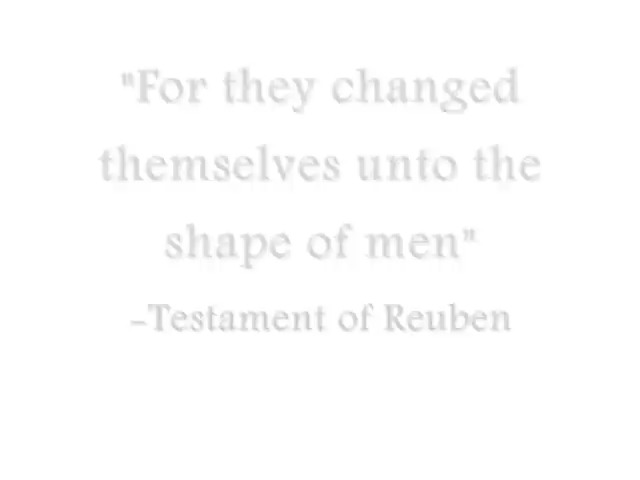 "For they changed
themselves unto the
shape of men"
-Testament of Reuben